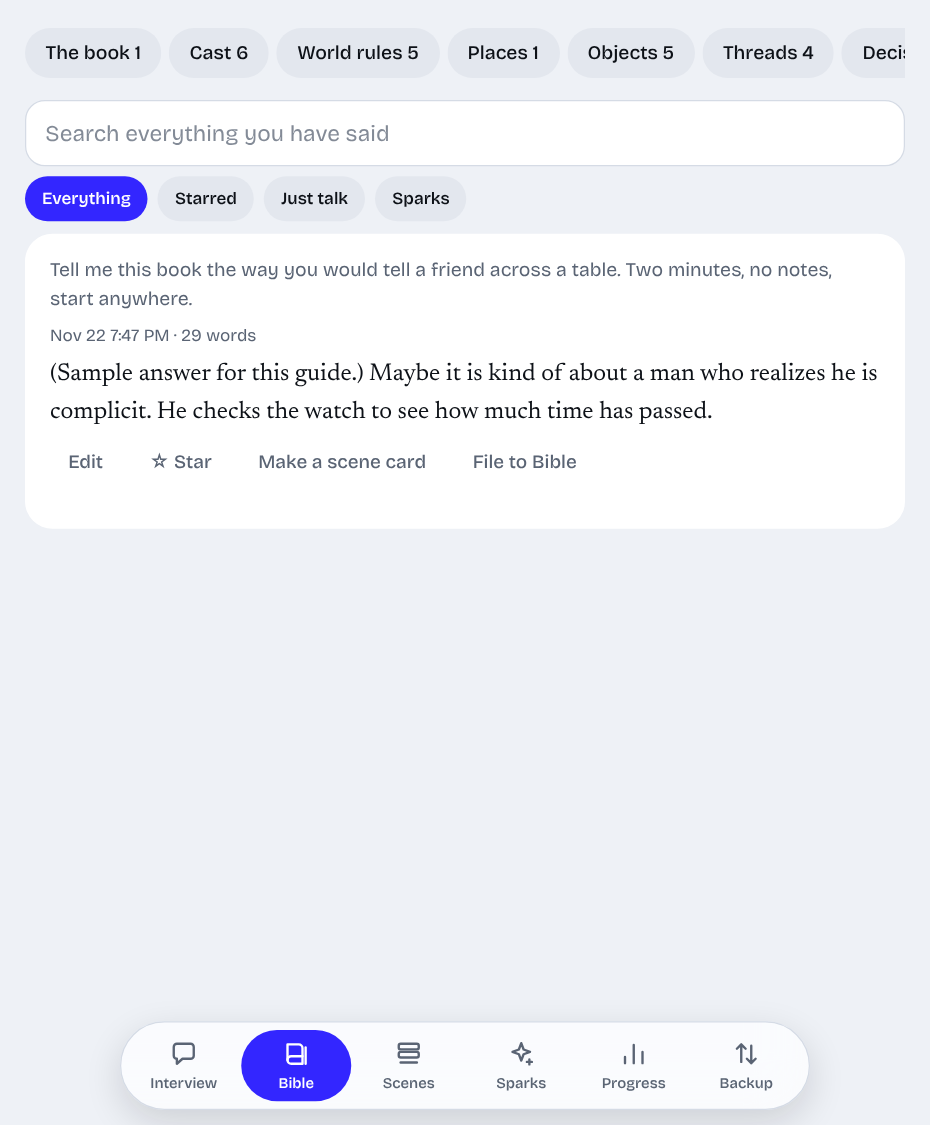 The book 1
Cast 6
World rules 5
Places 1
Objects 5
Threads 4
Search everything you have said
Everything
Starred
Just talk
Sparks
Tell me this book the way you would tell a friend across a table. Two minutes, no notes,
start anywhere.
Nov 22 7:47 PM · 29 words
(Sample answer for this guide.) Maybe it is kind of about a man who realizes he is
complicit. He checks the watch to see how much time has passed.
Edit
☆ Star
Make a scene card
File to Bible
Interview
Bible
Scenes
Sparks
Progress
Backup